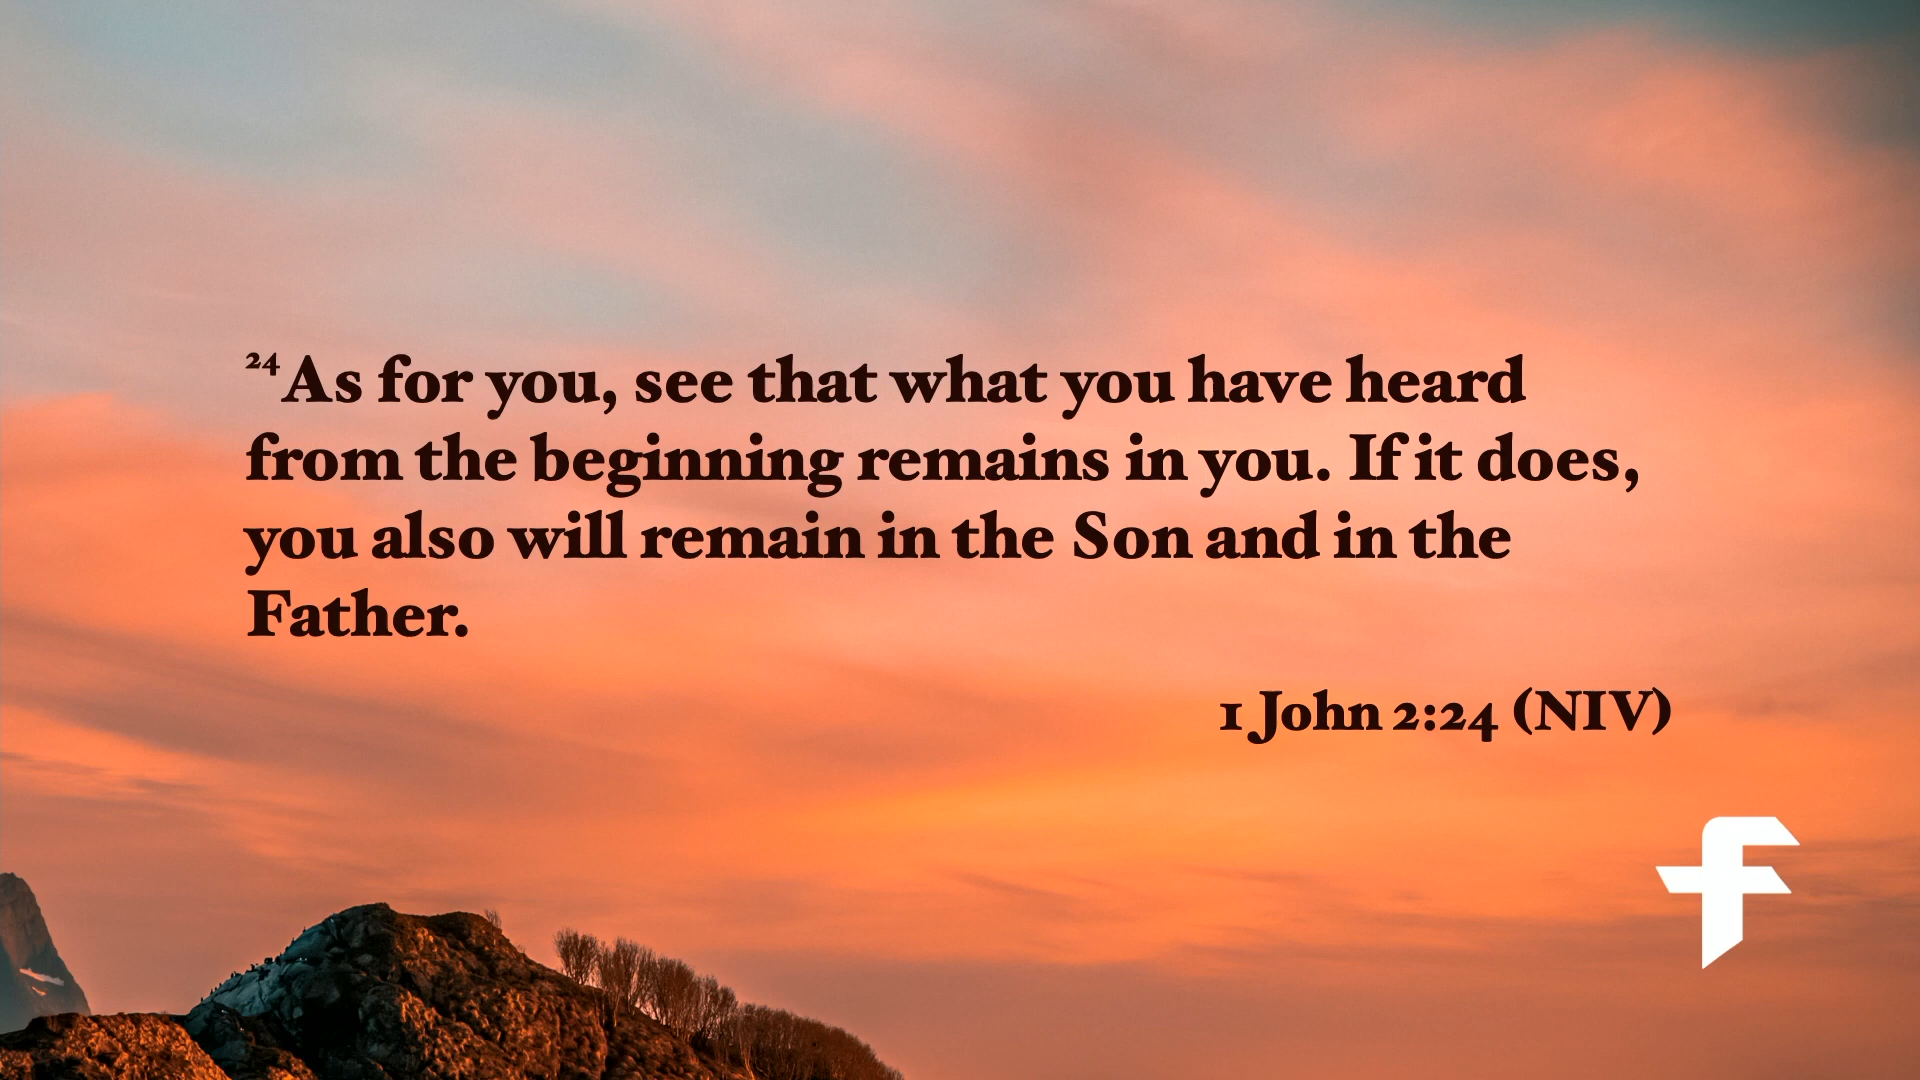 ²⁴As for you, see that what you have heard
from the beginning remains in you. If it does,
you also will remain in the Son and in the
Father.
1 John 2:24 (NIV)